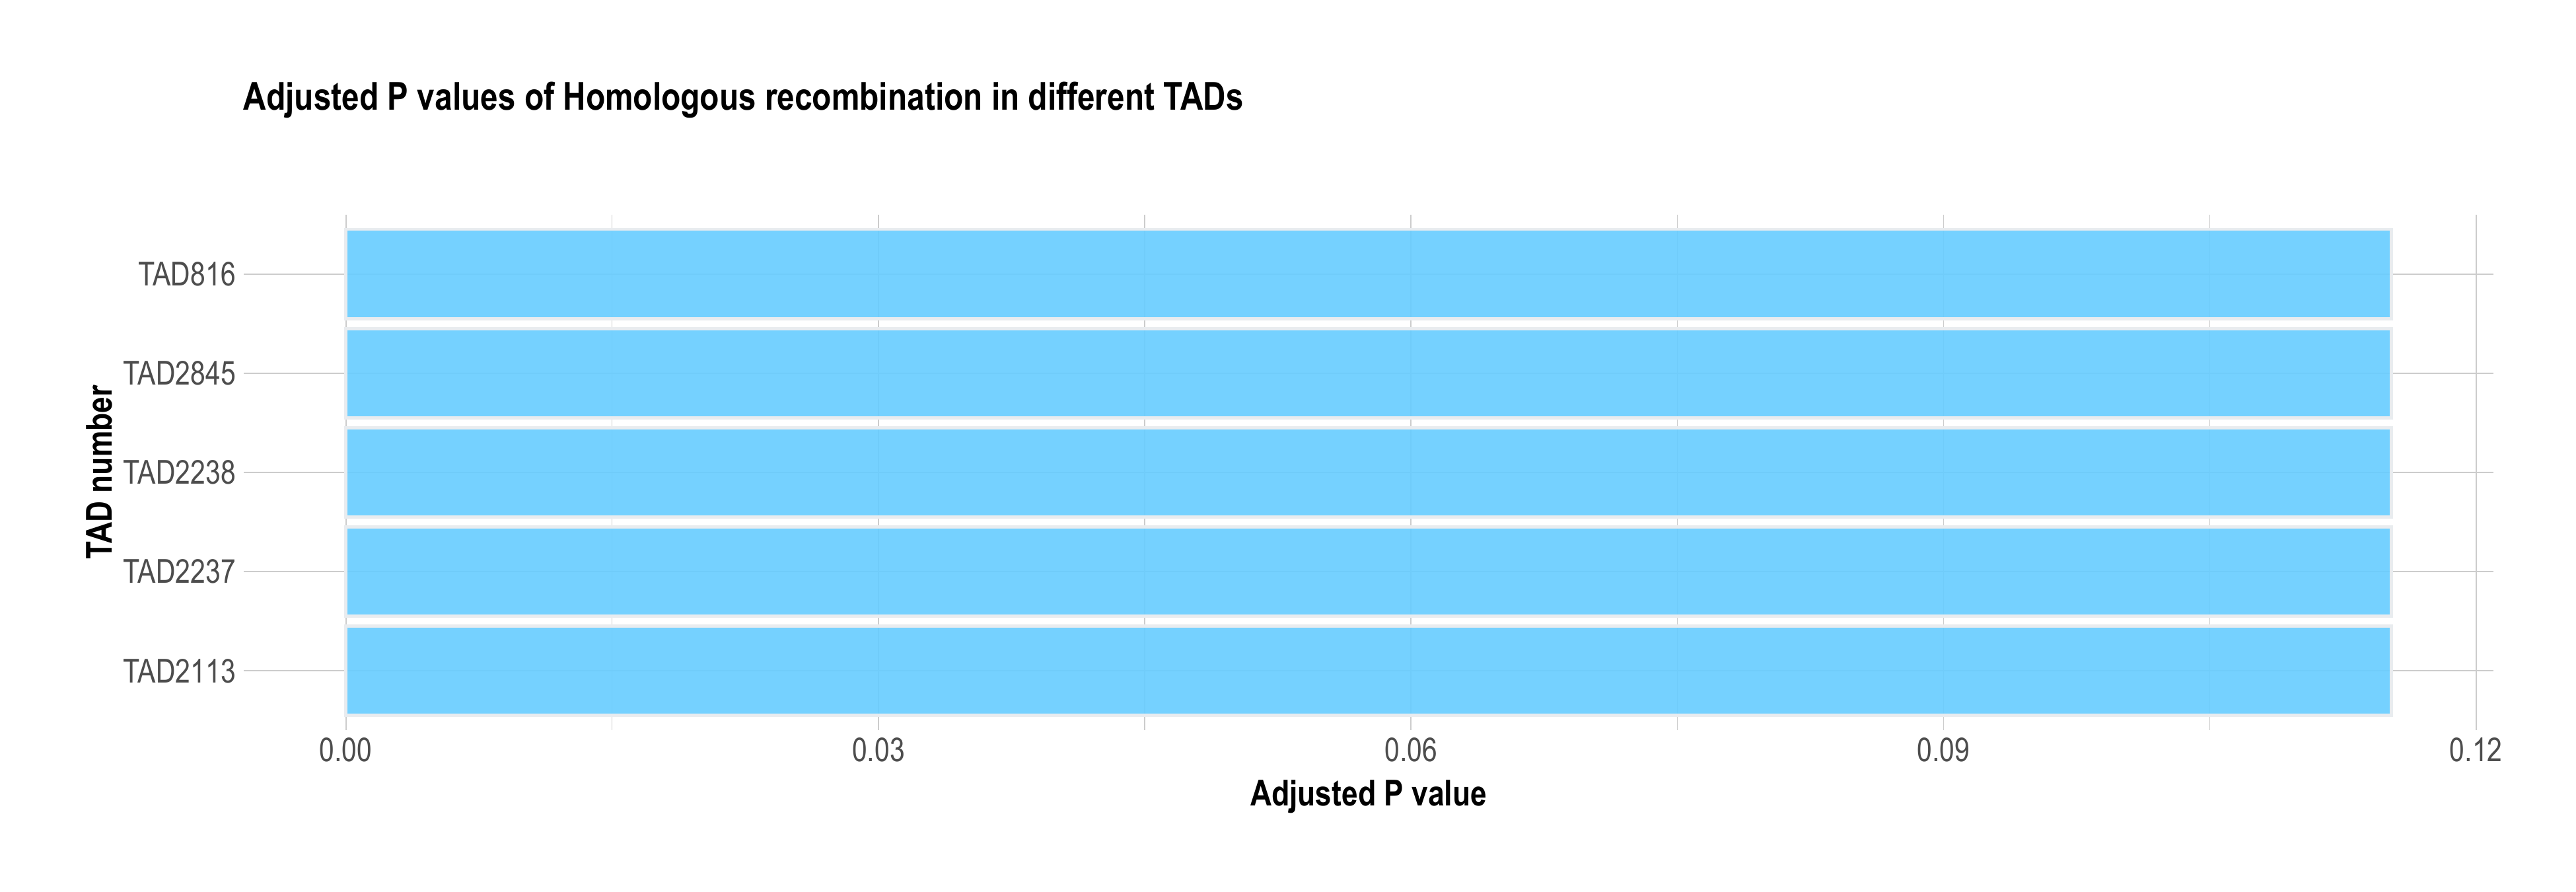 Adjusted P values of Homologous recombination in different TADs
TAD number
TAD816
TAD2845
TAD2238
TAD2237
TAD2113
0.00 0.03 0.06 0.09 0.12
Adjusted P value